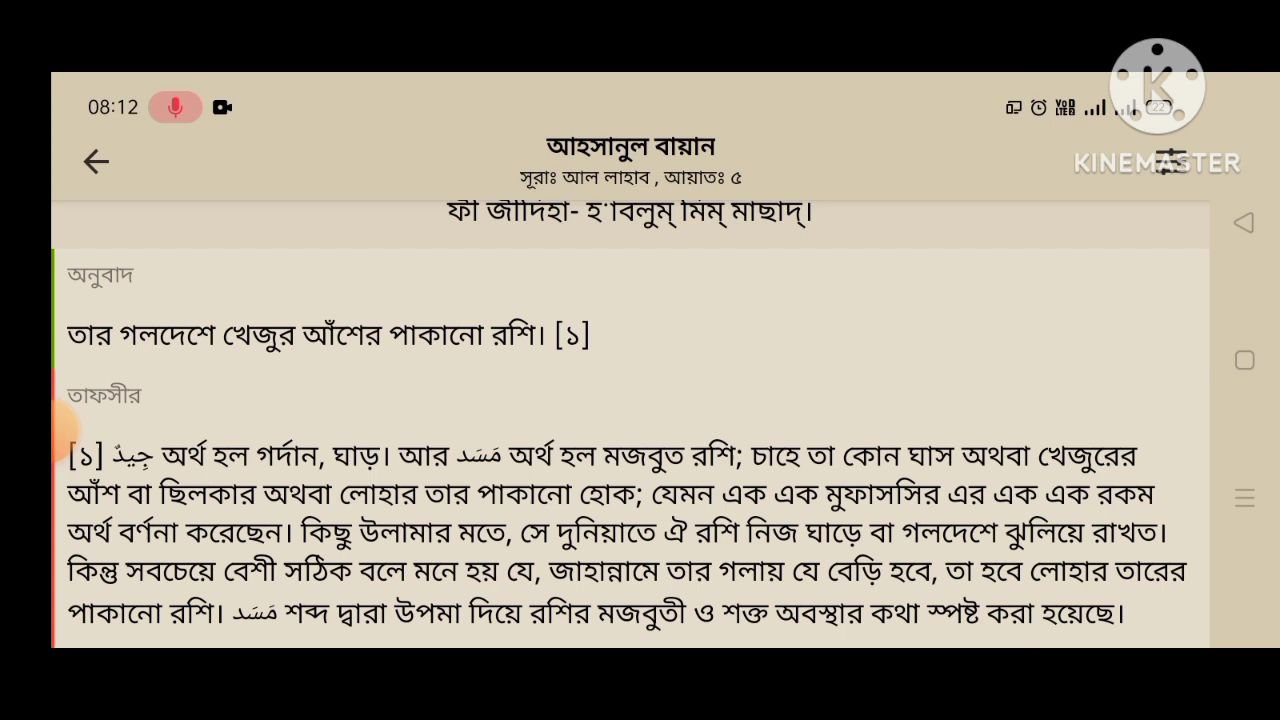 08:12
VoD LTED
22
K
KINEMASTER
আহসানুল বায়ান
সূরাঃ আল লাহাব , আয়াতঃ ৫
ফী জীদিহা- হ'াবলুম্ মিম্ মাছাদ্।
অনুবাদ
তার গলদেশে খেজুর আঁশের পাকানো রশি। [১]
তাফসীর
[১] جِيدٌ অর্থ হল গর্দান, ঘাড়। আর مَسَد অর্থ হল মজবুত রশি; চাহে তা কোন ঘাস অথবা খেজুরের
আঁশ বা ছিলকার অথবা লোহার তার পাকানো হোক; যেমন এক এক মুফাসসির এর এক এক রকম
অর্থ বর্ণনা করেছেন। কিছু উলামার মতে, সে দুনিয়াতে ঐ রশি নিজ ঘাড়ে বা গলদেশে ঝুলিয়ে রাখত।
কিন্তু সবচেয়ে বেশী সঠিক বলে মনে হয় যে, জাহান্নামে তার গলায় যে বেড়ি হবে, তা হবে লোহার তারের
পাকানো রশি। مَسَد শব্দ দ্বারা উপমা দিয়ে রশির মজবুতী ও শক্ত অবস্থার কথা স্পষ্ট করা হয়েছে।